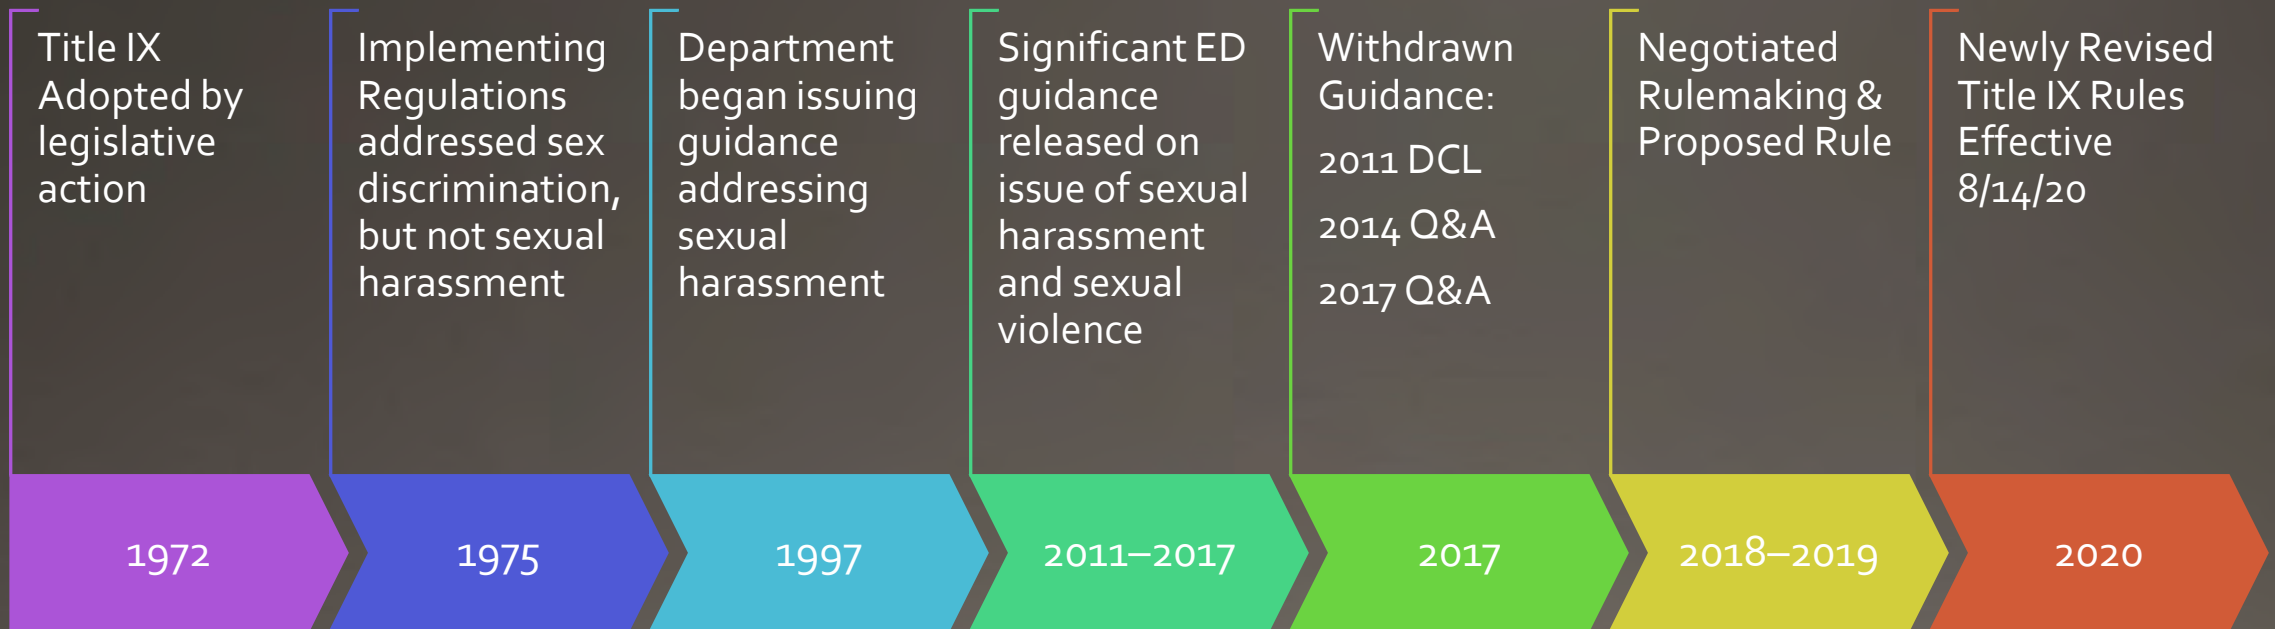 Title IX
Adopted by
legislative
action
Implementing
Regulations
addressed sex
discrimination,
but not sexual
harassment
Department
began issuing
guidance
addressing
sexual
harassment
Significant ED
guidance
released on
issue of sexual
harassment
and sexual
violence
Withdrawn
Guidance:
2011 DCL
2014 Q&A
2017 Q&A
Negotiated
Rulemaking &
Proposed Rule
Newly Revised
Title IX Rules
Effective
8/14/20
1972
1975
1997
2011–2017
2017
2018–2019
2020